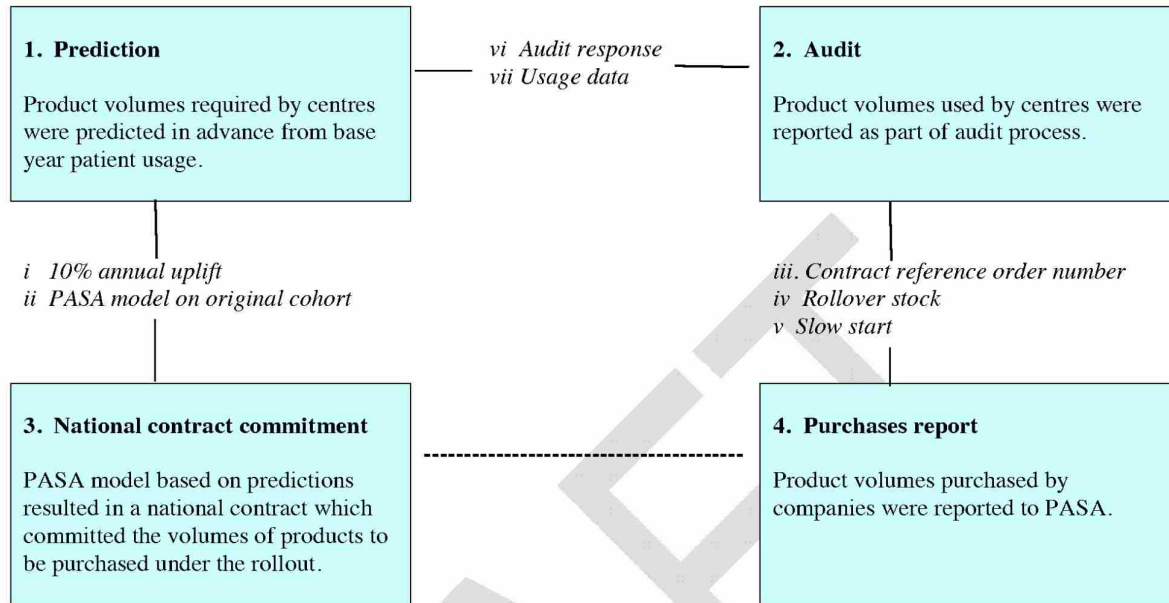 1. Prediction
Product volumes required by centres
were predicted in advance from base
year patient usage.
vi Audit response
vii Usage data
2. Audit
Product volumes used by centres were
reported as part of audit process.
i 10% annual uplift
ii PASA model on original cohort
iii. Contract reference order number
iv Rollover stock
v Slow start
3. National contract commitment
PASA model based on predictions
resulted in a national contract which
committed the volumes of products to
be purchased under the rollout.
4. Purchases report
Product volumes purchased by
companies were reported to PASA.